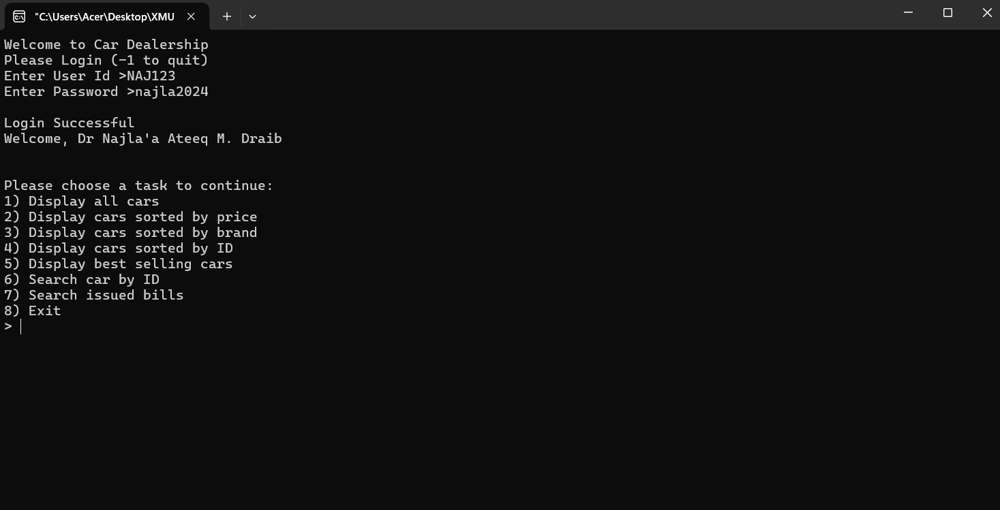 "C:\Users\Acer\Desktop\XMU
Welcome to Car Dealership
Please Login (-1 to quit)
Enter User Id >NAJ123
Enter Password >najla2024
Login Successful
Welcome, Dr Najla'a Ateeq M. Draib
Please choose a task to continue:
1) Display all cars
2) Display cars sorted by price
3) Display cars sorted by brand
4) Display cars sorted by ID
5) Display best selling cars
6) Search car by ID
7) Search issued bills
8) Exit
>